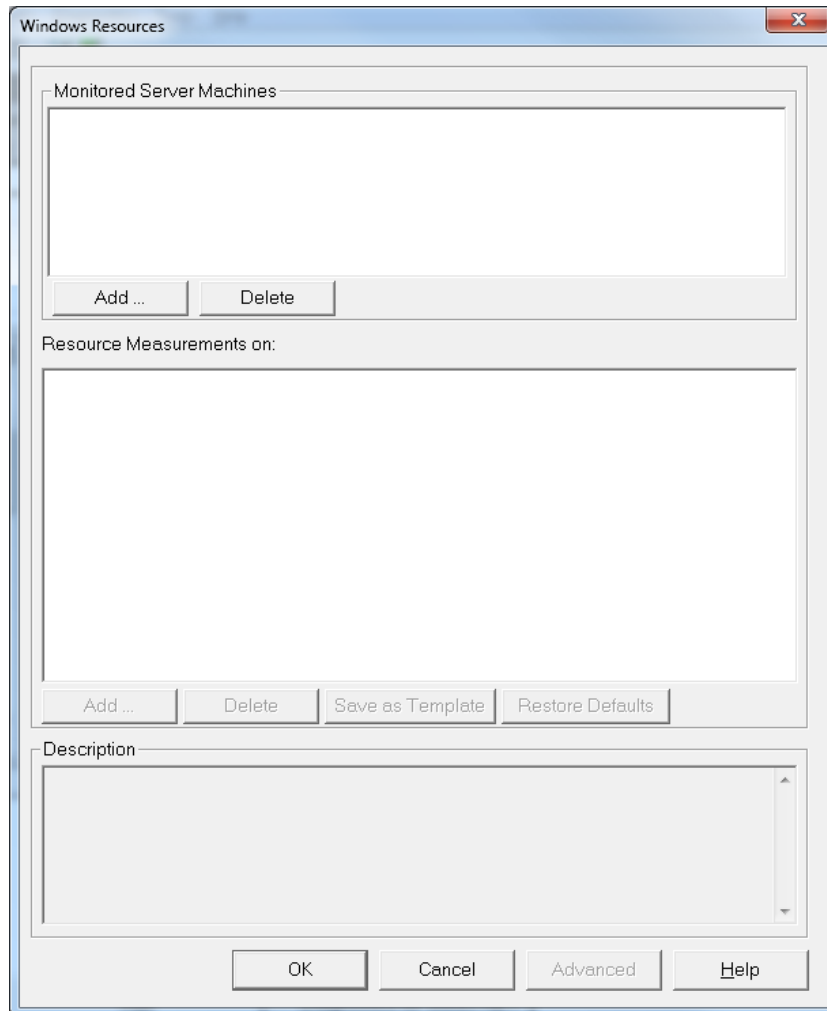 Windows Resources
Monitored Server Machines
Add ...
Delete
Resource Measurements on:
Add ...
Delete
Save as Template
Restore Defaults
Description
OK
Cancel
Advanced
Help